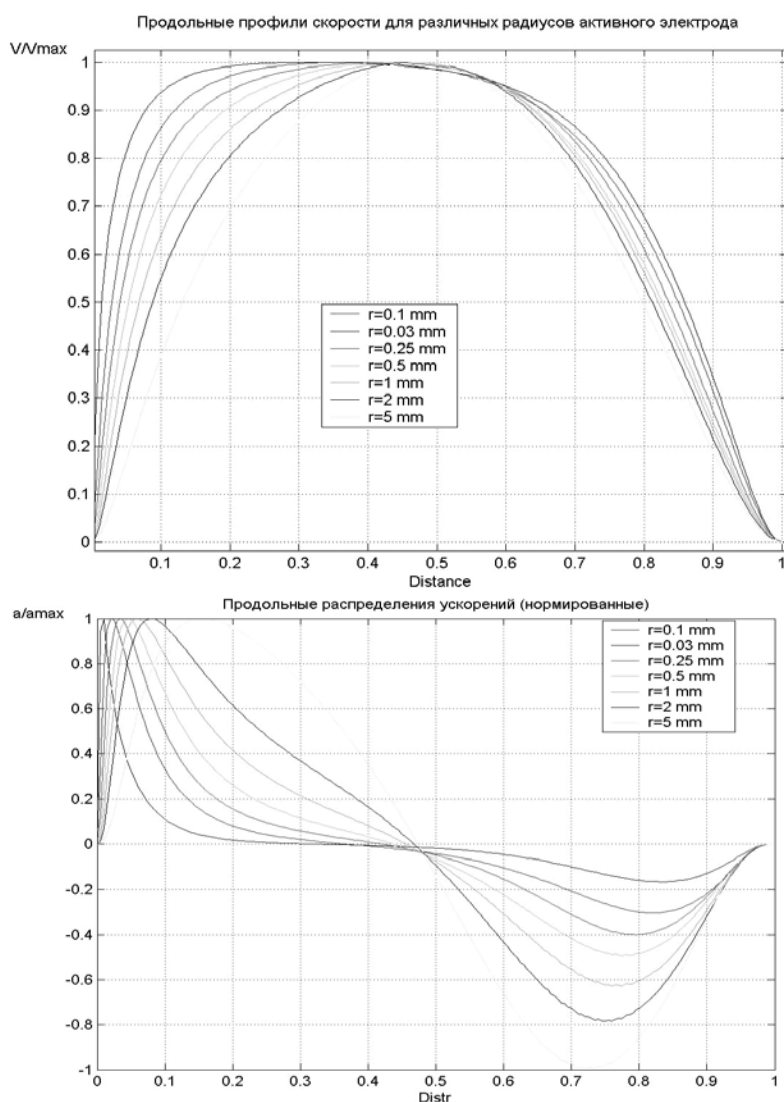 Продольные профили скорости для различных радиусов активного электрода
V/Vmax
1
0.9
0.8
0.7
0.6
0.5
0.4
0.3
0.2
0.1
0
r=0.1 mm
r=0.03 mm
r=0.25 mm
r=0.5 mm
r=1 mm
r=2 mm
r=5 mm
0.1 0.2 0.3 0.4 0.5 0.6 0.7 0.8 0.9 1
Distance
a/amax
Продольные распределения ускорений (нормированные)
1
0.8
0.6
0.4
0.2
0
-0.2
-0.4
-0.6
-0.8
-1
r=0.1 mm
r=0.03 mm
r=0.25 mm
r=0.5 mm
r=1 mm
r=2 mm
r=5 mm
0 0.1 0.2 0.3 0.4 0.5 0.6 0.7 0.8 0.9 1
Distr